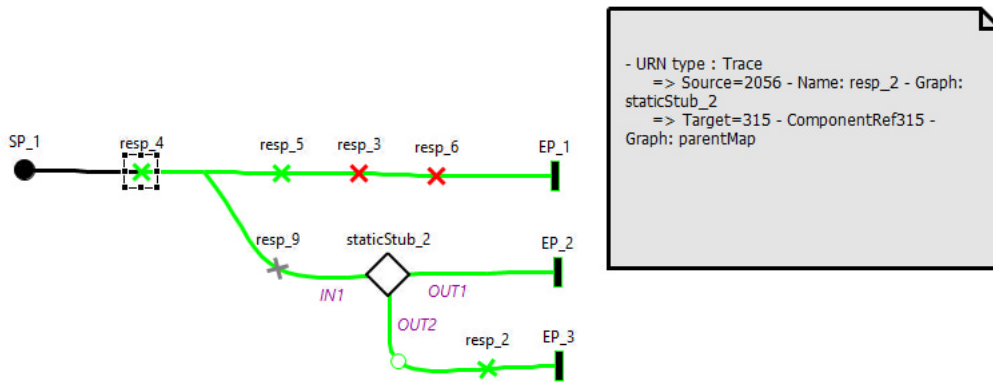 - URN type : Trace
=> Source=2056 - Name: resp_2 - Graph:
staticStub_2
=> Target=315 - ComponentRef315 -
Graph: parentMap
SP_1
resp_4
resp_5
resp_3
resp_6
EP_1
resp_9
staticStub_2
EP_2
IN1
OUT1
OUT2
resp_2
EP_3